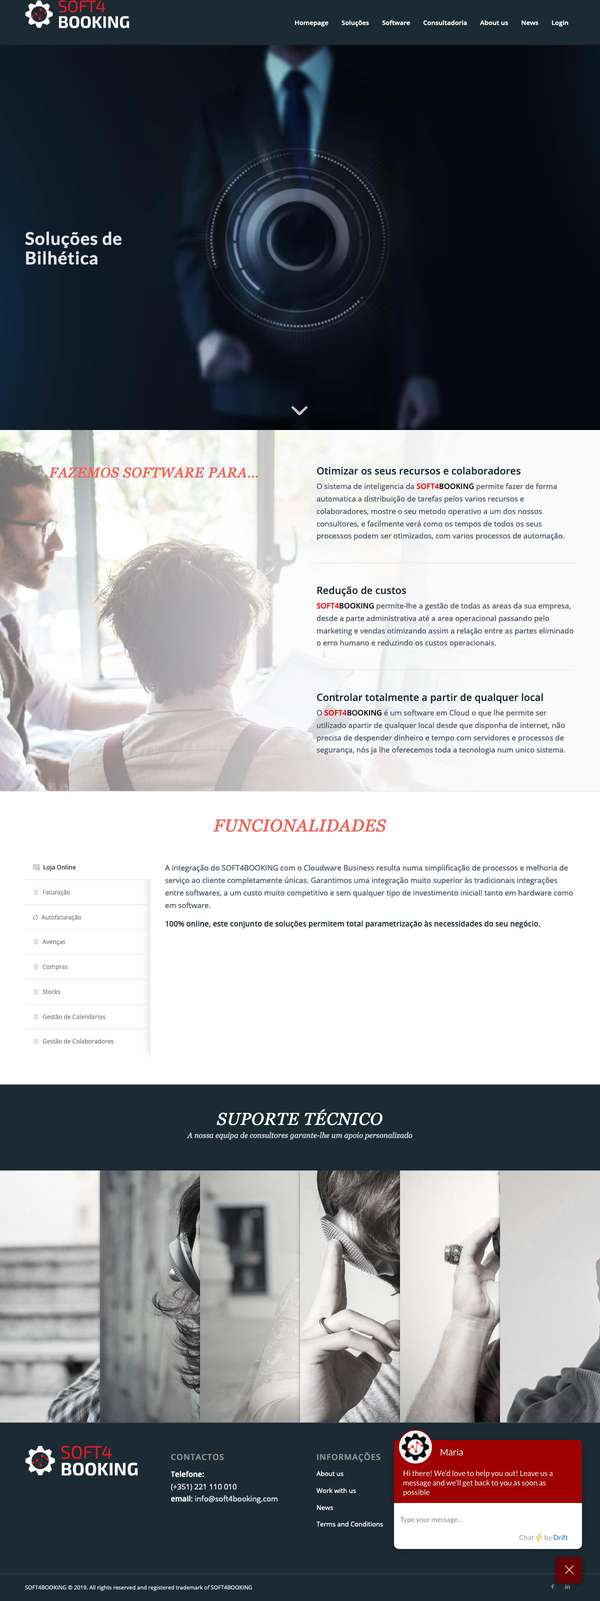 SOFT4
BOOKING
Homepage Soluções Software Consultadoria About us News Login
Soluções de
Bilhética
FAZEMOS SOFTWARE PARA...
Otimizar os seus recursos e colaboradores
O sistema de inteligencia da SOFT4BOOKING permite fazer de forma
automatica a distribuição de tarefas pelos varios recursos e
colaboradores, mostre o seu metodo operativo a um dos nossos
consultores, e facilmente verá como os tempos de todos os seus
processos podem ser otimizados, com varios processos de automação.
Redução de custos
SOFT4BOOKING permite-lhe a gestão de todas as areas da sua empresa,
desde a parte administrativa até a area operacional passando pelo
marketing e vendas otimizando assim a relação entre as partes eliminado
o erro humano e reduzindo os custos operacionais.
Controlar totalmente a partir de qualquer local
O SOFT4BOOKING é um software em Cloud o que lhe permite ser
utilizado apartir de qualquer local desde que disponha de internet, não
precisa de despender dinheiro e tempo com servidores e processos de
segurança, nós ja lhe oferecemos toda a tecnologia num unico sistema.
FUNCIONALIDADES
Loja Online
Faturação
Autofaturação
Avenças
Compras
Stocks
Gestão de Calendarios
Gestão de Colaboradores
A integração do SOFT4BOOKING com o Cloudware Business resulta numa simplificação de processos e melhoria de
serviço ao cliente completamente únicas. Garantimos uma integração muito superior às tradicionais integrações
entre softwares, a um custo muito competitivo e sem qualquer tipo de investimento inicial! tanto em hardware como
em software.
100% online, este conjunto de soluções permitem total parametrização às necesidades do seu negócio.
SUPORTE TÉCNICO
A nossa equipa de consultores garante-lhe um apoio personalizado
SOFT4
BOOKING
CONTACTOS
Telefone:
(+351) 221 110 010
email: info@soft4booking.com
INFORMAÇÕES
About us
Work with us
News
Terms and Conditions
Maria
Hi there! We'd love to help you out! Leave us a
message and we'll get back to you as soon as
possible
Type your message...
Chat ⚡ by Drift
SOFT4BOOKING © 2019. All rights reserved and registered trademark of SOFT4BOOKING